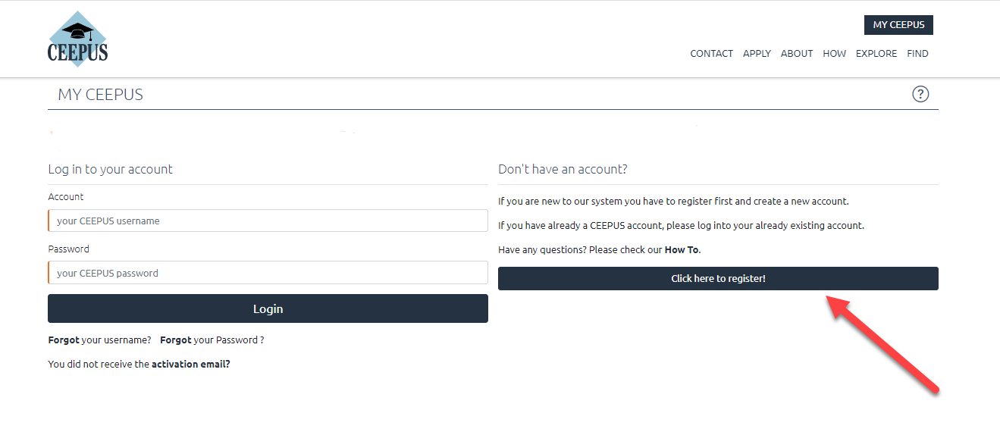 CEEPUS
MY CEEPUS
CONTACT APPLY ABOUT HOW EXPLORE FIND
MY CEEPUS
?
Log in to your account
Account
your CEEPUS username
Password
your CEEPUS password
Login
Forgot your username? Forgot your Password ?
You did not receive the activation email?
Don't have an account?
If you are new to our system you have to register first and create a new account.
If you have already a CEEPUS account, please log into your already existing account.
Have any questions? Please check our How To.
Click here to register!